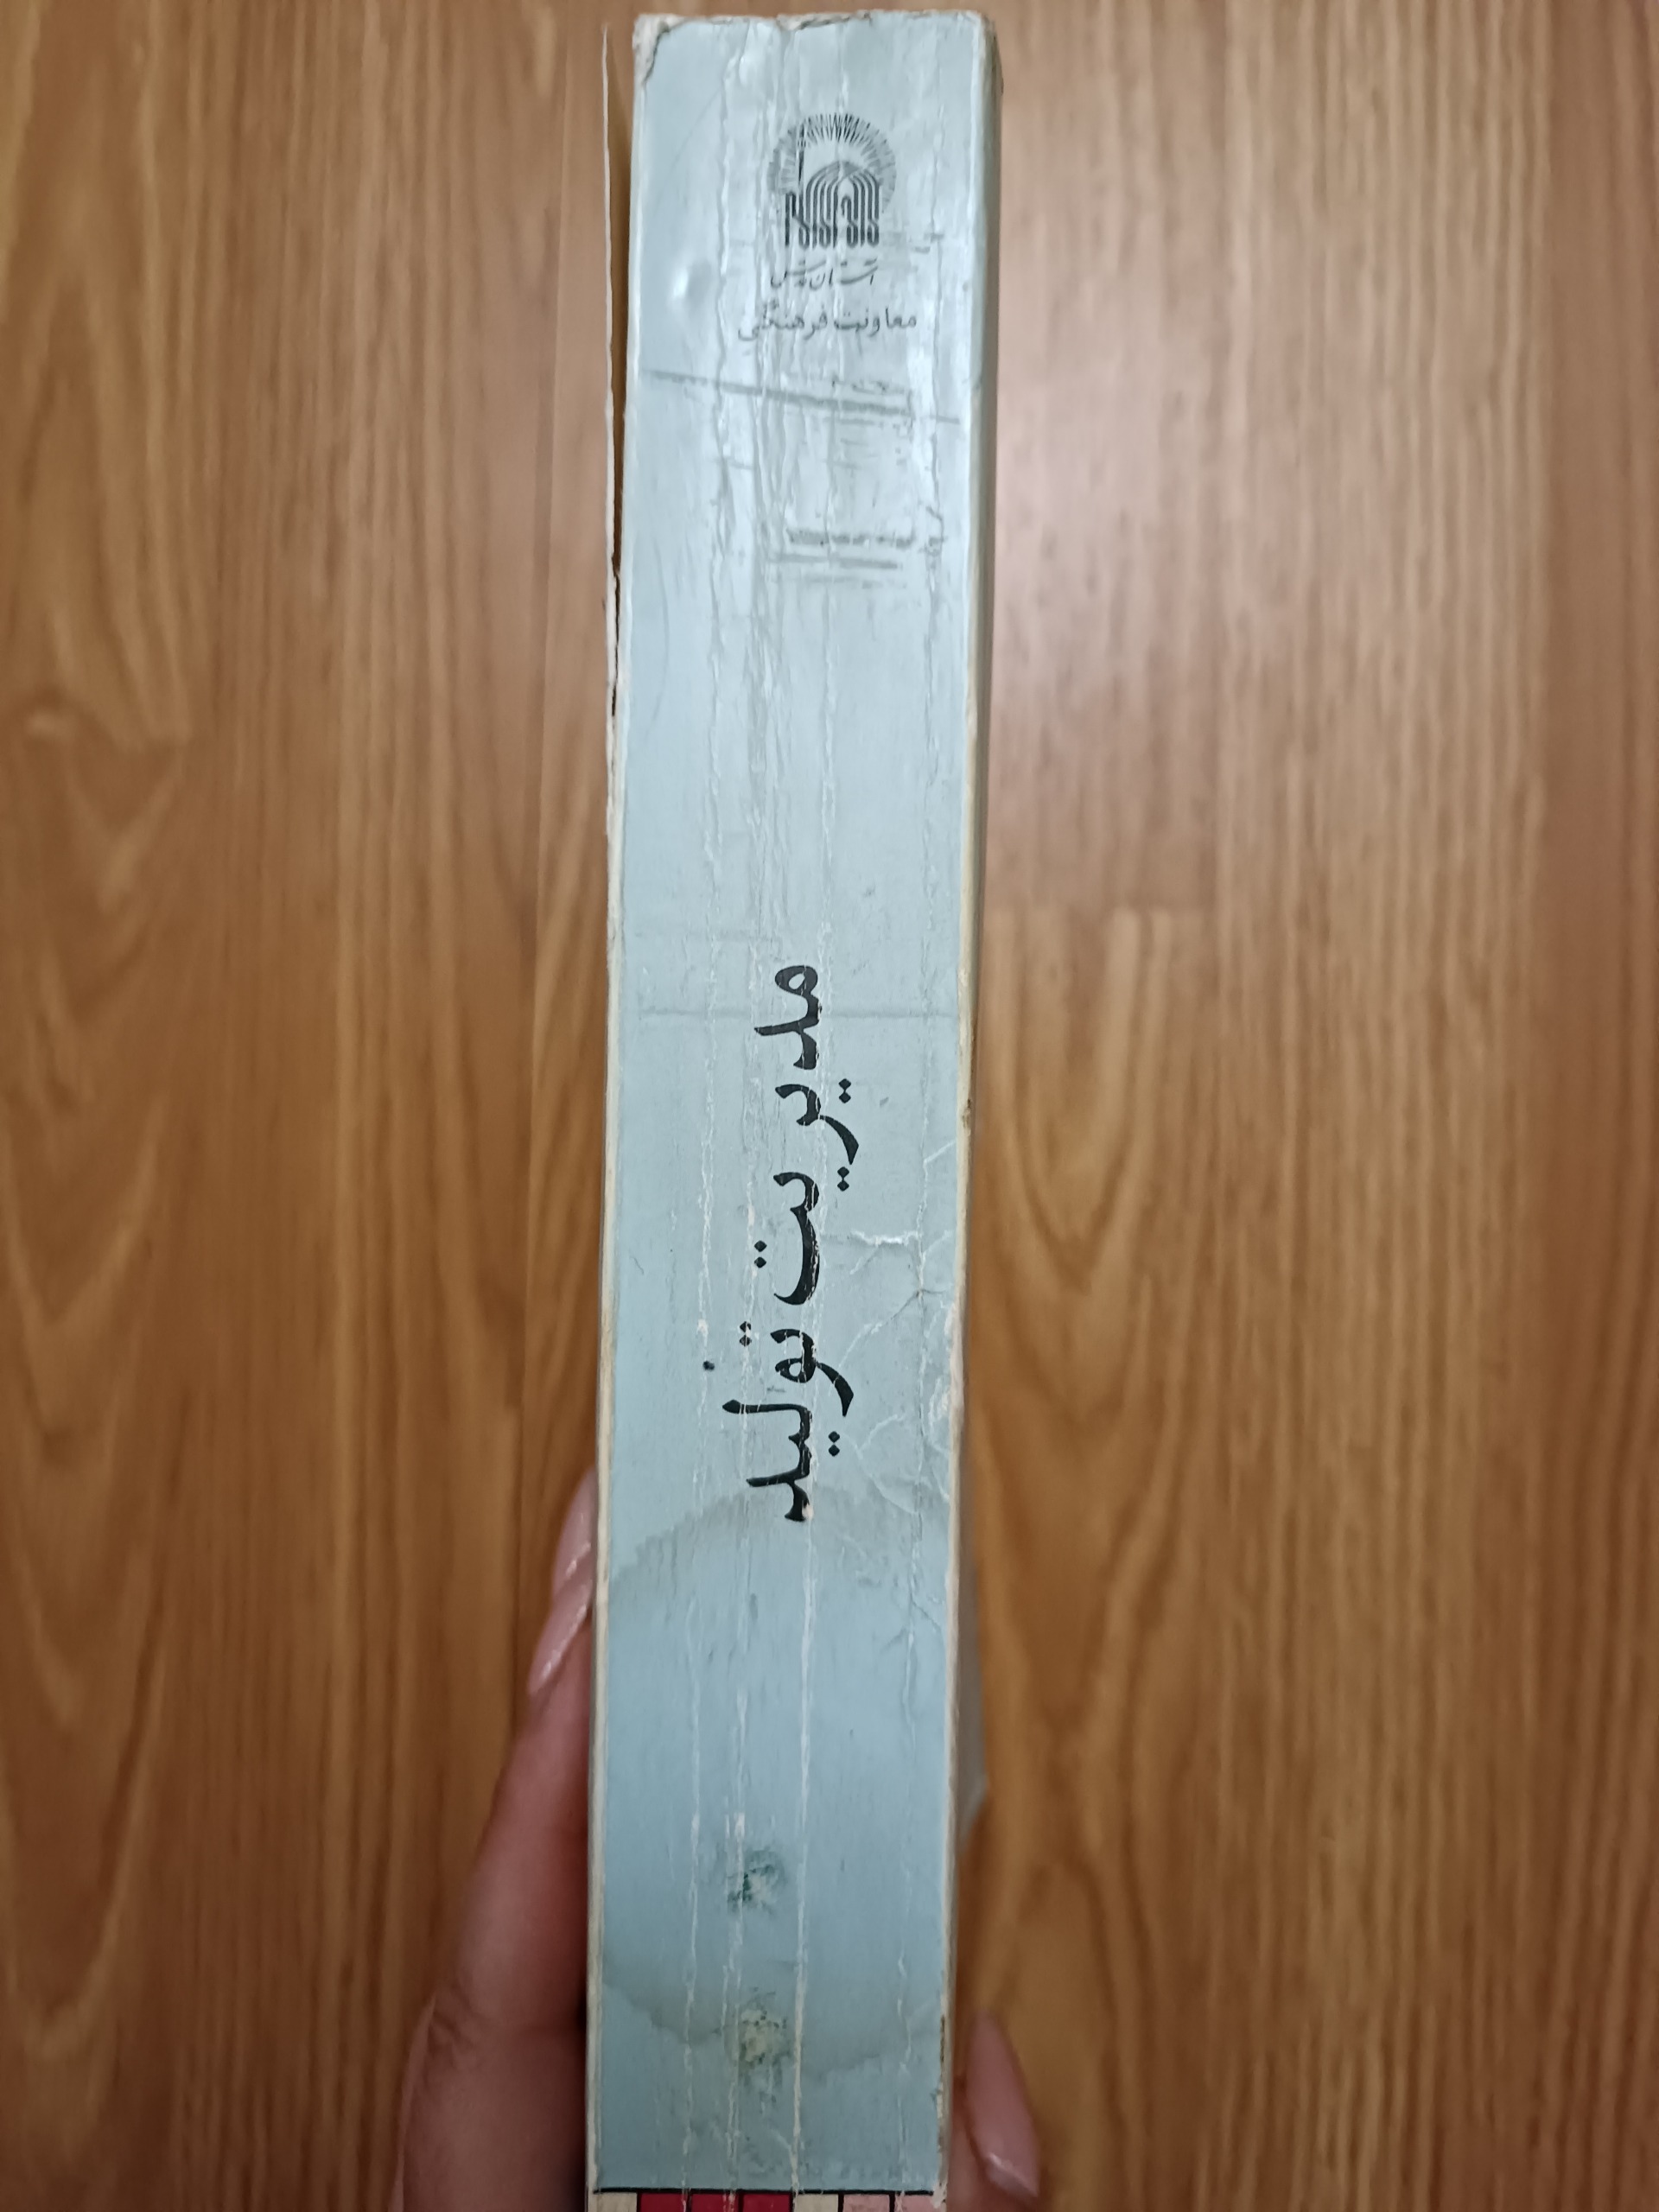 آستان قدس
معاونت فرهنگی
مدیریت تولید